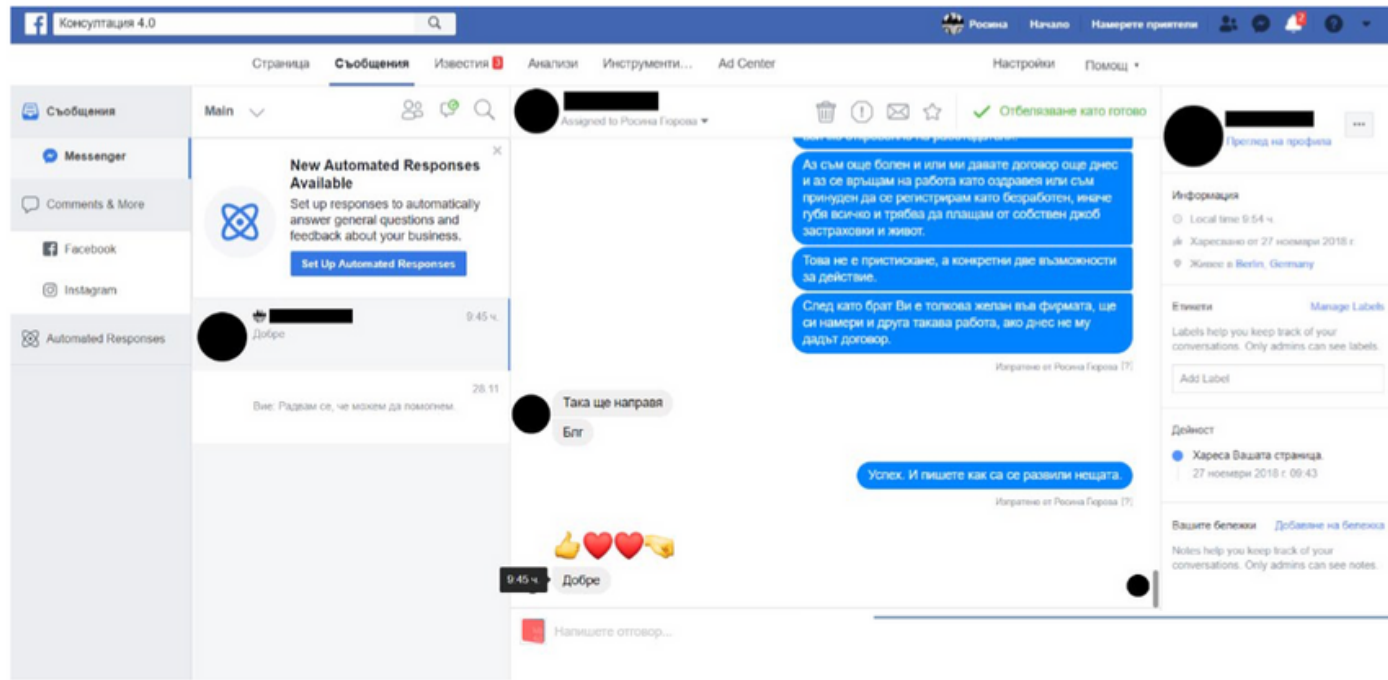 Консултация 4.0
Росина
Начало
Намерете приятели
2
Страница
Съобщения
Известия 3
Анализи
Инструменти...
Ad Center
Настройки
Помощ
Съобщения
Messenger
Comments & More
Facebook
Instagram
Automated Responses
Main
New Automated Responses
Available
Set up responses to automatically
answer general questions and
feedback about your business.
Set Up Automated Responses
9:45 ч.
Добре
28.11
Вие: Радвам се, че можем да помогнем.
Assigned to Росина Гюрова
Отбелязване като готово
Аз съм още болен и или ми давате договор още днес
и аз се връщам на работа като оздравея или съм
принуден да се регистрирам като безработен, иначе
губя всичко и трябва да плащам от собствен джоб
застраховки и живот.
Това не е пристискане, а конкретни две възможности
за действие.
След като брат Ви е толкова желан във фирмата, ще
си намери и друга такава работа, ако днес не му
дадът договор.
Изпратено от Росина Гюрова [?]
Така ще направя
Блг
Успех. И пишете как са се развили нещата.
Изпратено от Росина Гюрова [?]
9:45 ч.
Добре
Напишете отговор...
Преглед на профила
Информация
Local time 9:54 ч.
Харесвано от 27 ноември 2018 г.
Живее в Berlin, Germany
Етикети
Manage Labels
Labels help you keep track of your
conversations. Only admins can see labels.
Add Label
Дейност
Хареса Вашата страница.
27 ноември 2018 г. 09:43
Вашите бележки
Добавяне на бележка
Notes help you keep track of your
conversations. Only admins can see notes.